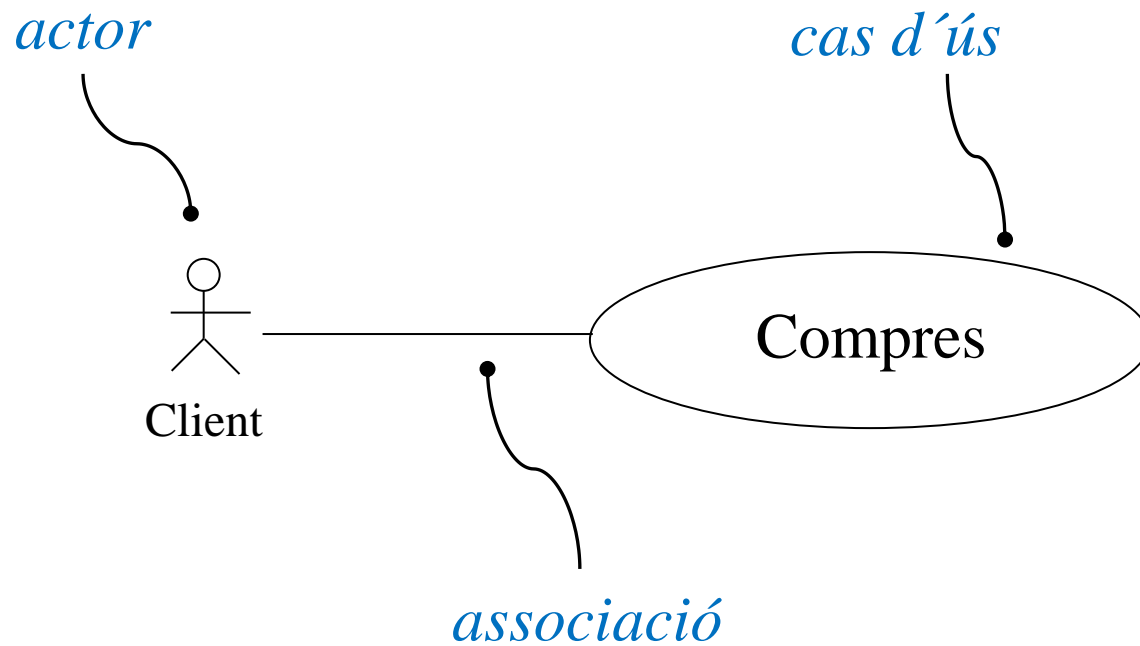 actor
cas d´ús
Compres
Client
associació